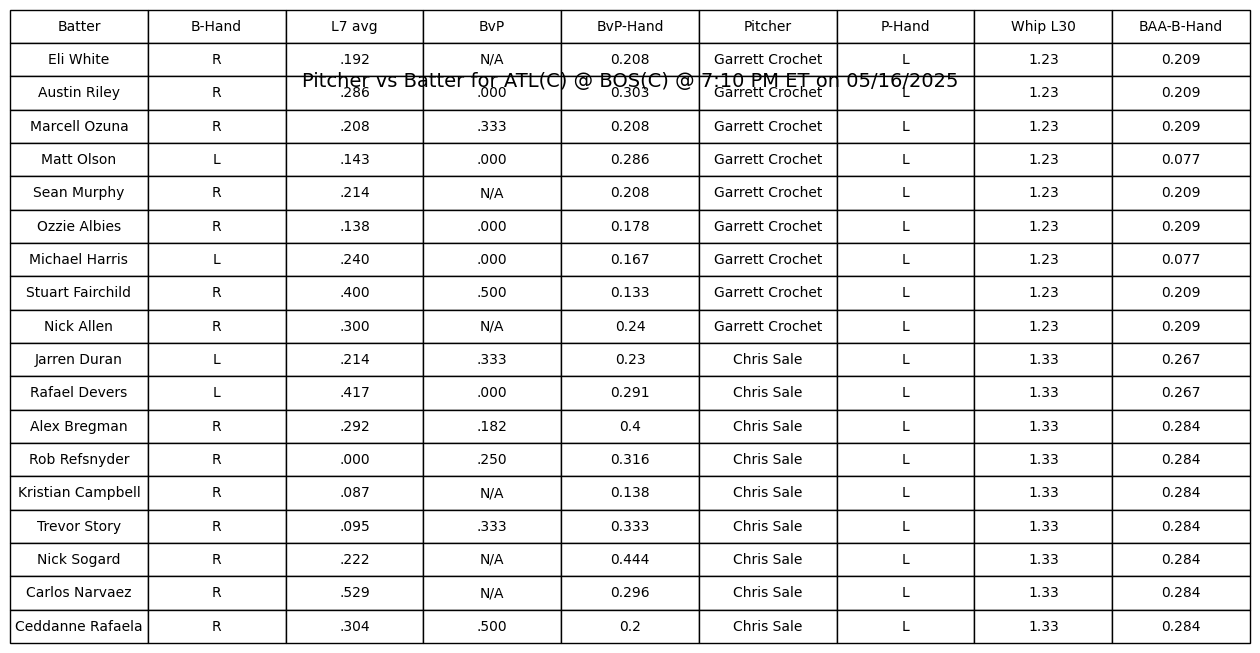 Batter B-Hand L7 avg BvP BvP-Hand Pitcher P-Hand Whip L30 BAA-B-Hand
Eli White R .192 N/A 0.208 Garrett Crochet L 1.23 0.209
Pitcher vs Batter for ATL(C) @ BOS(C) @ 7:10 PM ET on 05/16/2025
Austin Riley R .286 .000 0.303 Garrett Crochet L 1.23 0.209
Marcell Ozuna R .208 .333 0.208 Garrett Crochet L 1.23 0.209
Matt Olson L .143 .000 0.286 Garrett Crochet L 1.23 0.077
Sean Murphy R .214 N/A 0.208 Garrett Crochet L 1.23 0.209
Ozzie Albies R .138 .000 0.178 Garrett Crochet L 1.23 0.209
Michael Harris L .240 .000 0.167 Garrett Crochet L 1.23 0.077
Stuart Fairchild R .400 .500 0.133 Garrett Crochet L 1.23 0.209
Nick Allen R .300 N/A 0.24 Garrett Crochet L 1.23 0.209
Jarren Duran L .214 .333 0.23 Chris Sale L 1.33 0.267
Rafael Devers L .417 .000 0.291 Chris Sale L 1.33 0.267
Alex Bregman R .292 .182 0.4 Chris Sale L 1.33 0.284
Rob Refsnyder R .000 .250 0.316 Chris Sale L 1.33 0.284
Kristian Campbell R .087 N/A 0.138 Chris Sale L 1.33 0.284
Trevor Story R .095 .333 0.333 Chris Sale L 1.33 0.284
Nick Sogard R .222 N/A 0.444 Chris Sale L 1.33 0.284
Carlos Narvaez R .529 N/A 0.296 Chris Sale L 1.33 0.284
Ceddanne Rafaela R .304 .500 0.2 Chris Sale L 1.33 0.284